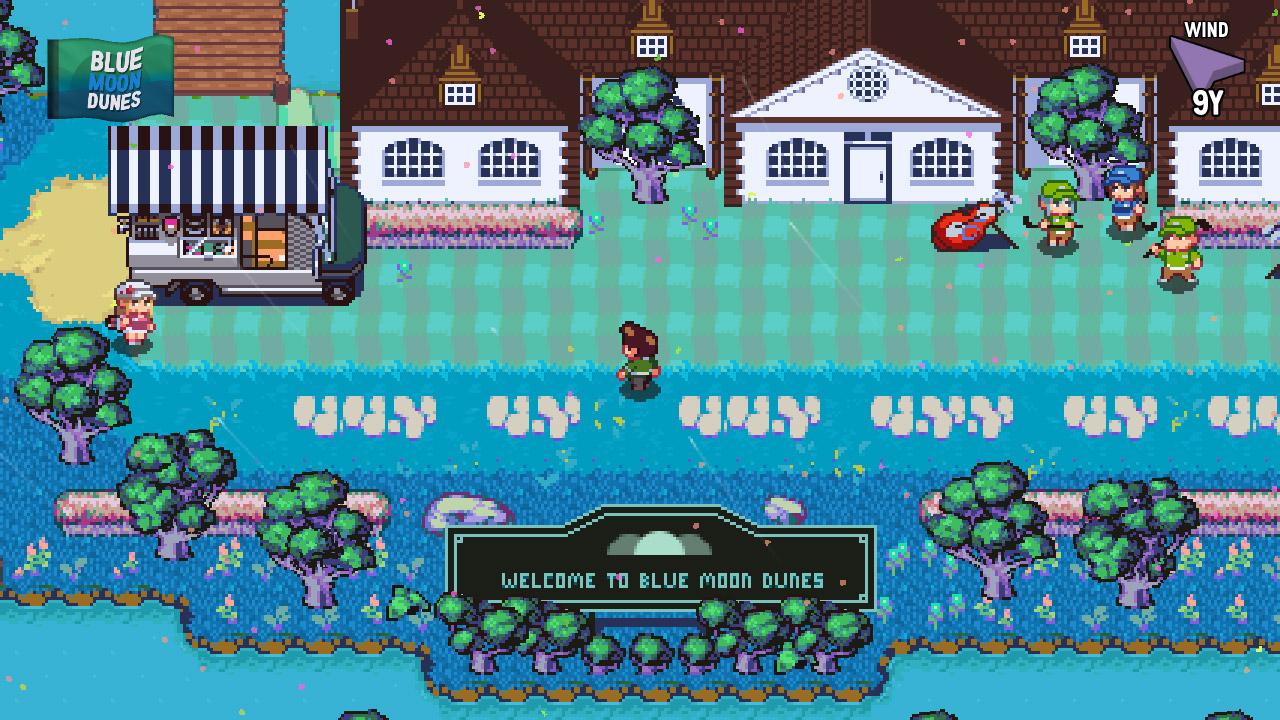 BLUE
MOON
DUNES
WIND
9Y
WELCOME TO BLUE MOON DUNES